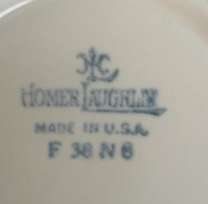 HLC
HOMER LAUGHLIN
MADE IN U.S.A.
F 38 N 6